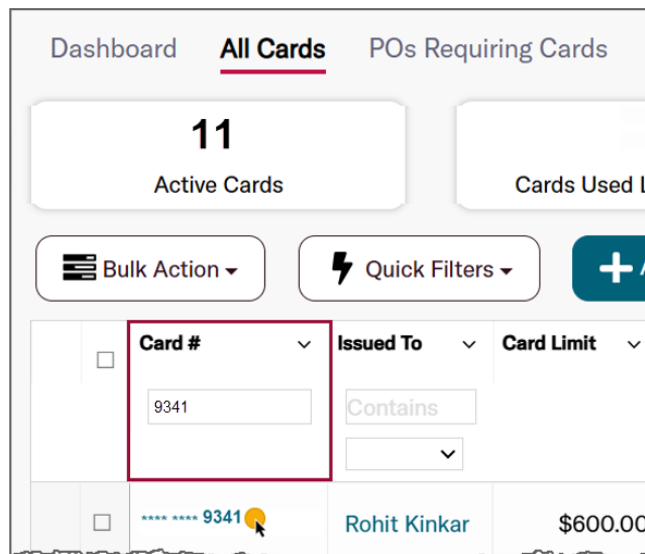 Dashboard All Cards POs Requiring Cards
11
Active Cards Cards Used
Bulk Action Quick Filters
Card # Issued To Card Limit
9341 Contains
**** **** 9341 Rohit Kinkar $600.00